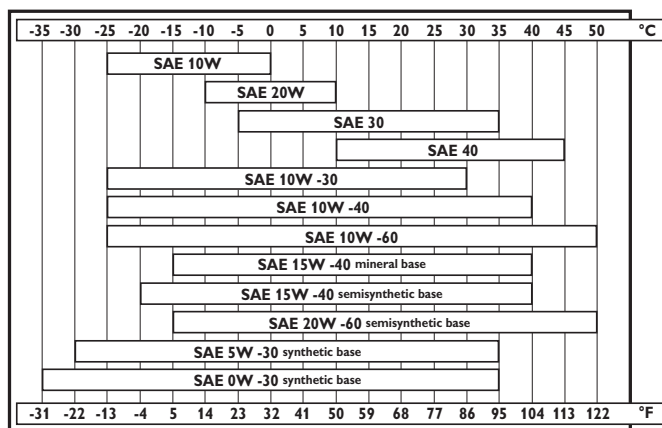 -35 -30 -25 -20 -15 -10 -5 0 5 10 15 20 25 30 35 40 45 50 °C
SAE 10W
SAE 20W
SAE 30
SAE 40
SAE 10W -30
SAE 10W -40
SAE 10W -60
SAE 15W -40 mineral base
SAE 15W -40 semisynthetic base
SAE 20W -60 semisynthetic base
SAE 5W -30 synthetic base
SAE 0W -30 synthetic base
-31 -22 -13 -4 5 14 23 32 41 50 59 68 77 86 95 104 113 122 °F